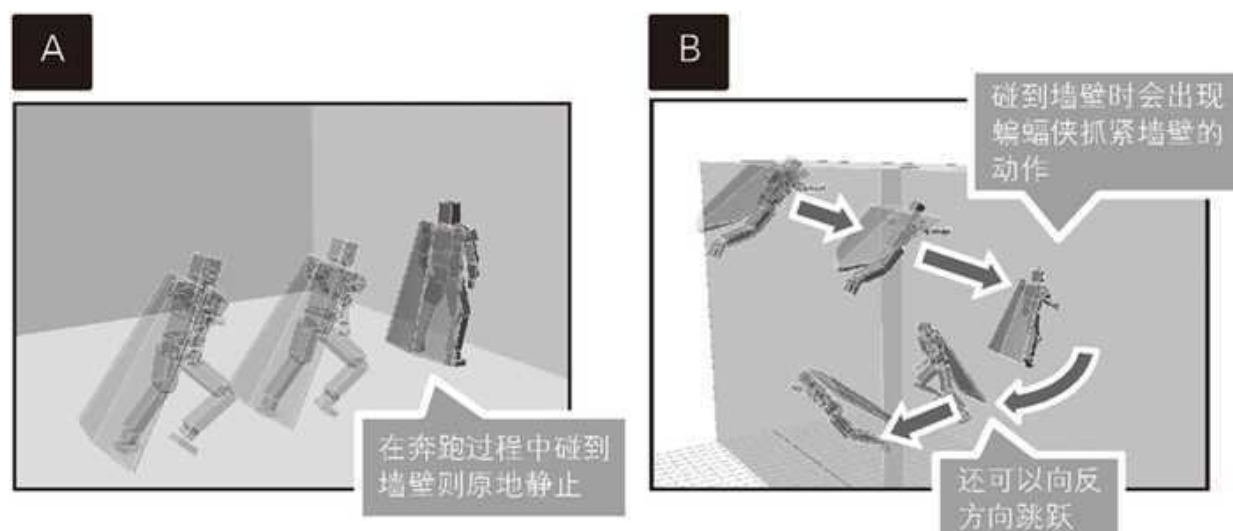 A
B
碰到墙壁时会出现
蝙蝠侠抓紧墙壁的
动作
在奔跑过程中碰到
墙壁则原地静止
还可以向反
方向跳跃